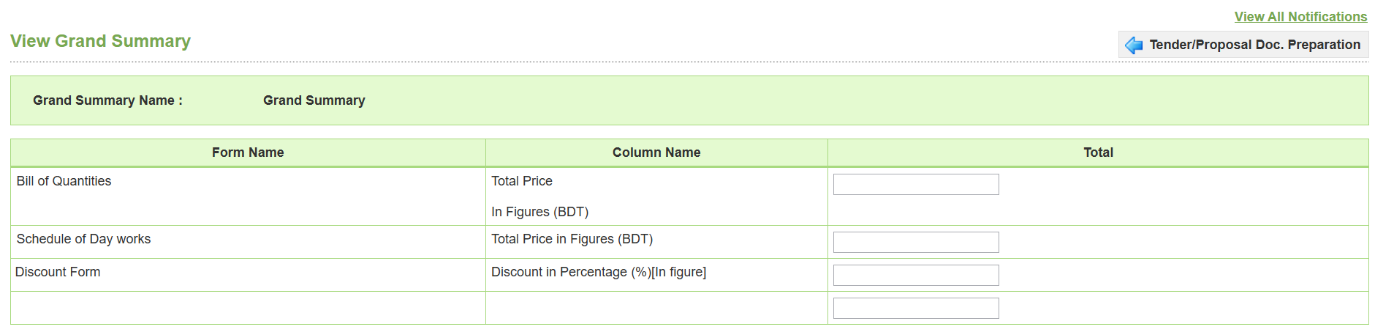 View All Notifications
View Grand Summary
Tender/Proposal Doc. Preparation
Grand Summary Name : Grand Summary
Form Name Column Name Total
Bill of Quantities Total Price
In Figures (BDT)
Schedule of Day works Total Price in Figures (BDT)
Discount Form Discount in Percentage (%)[In figure]